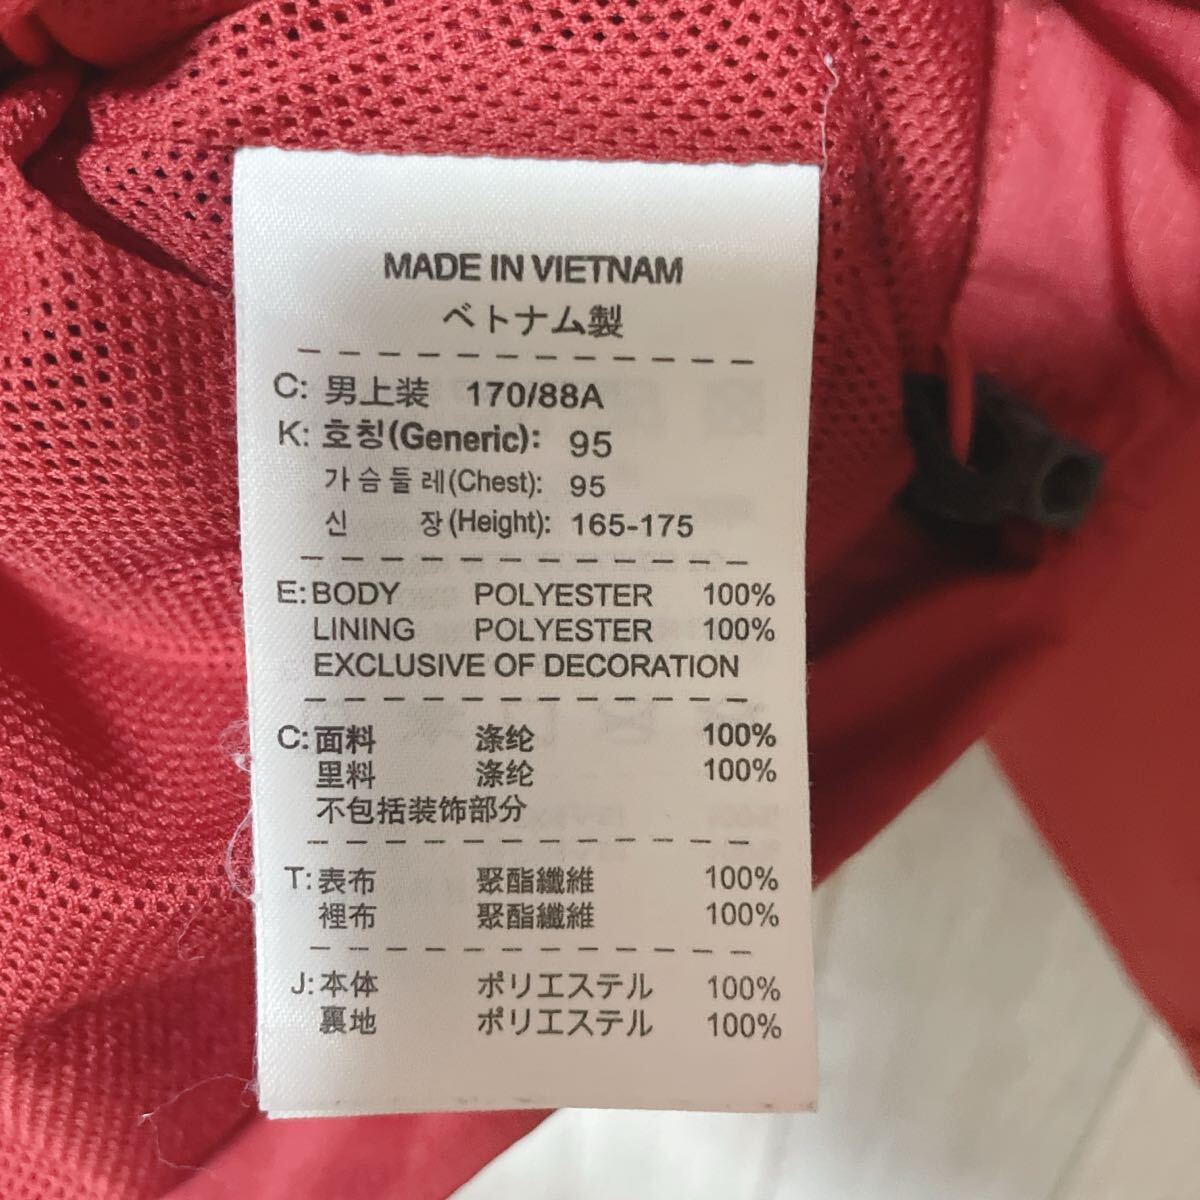 MADE IN VIETNAM
ベトナム製
C: 男上装 170/88A
K: 호칭(Generic): 95
가슴둘레(Chest): 95
신 장(Height): 165-175
E: BODY POLYESTER 100%
LINING POLYESTER 100%
EXCLUSIVE OF DECORATION
C: 面料 涤纶 100%
里料 涤纶 100%
不包括装饰部分
T: 表布 聚酯纖維 100%
裡布 聚酯纖維 100%
J: 本体 ポリエステル 100%
裏地 ポリエステル 100%